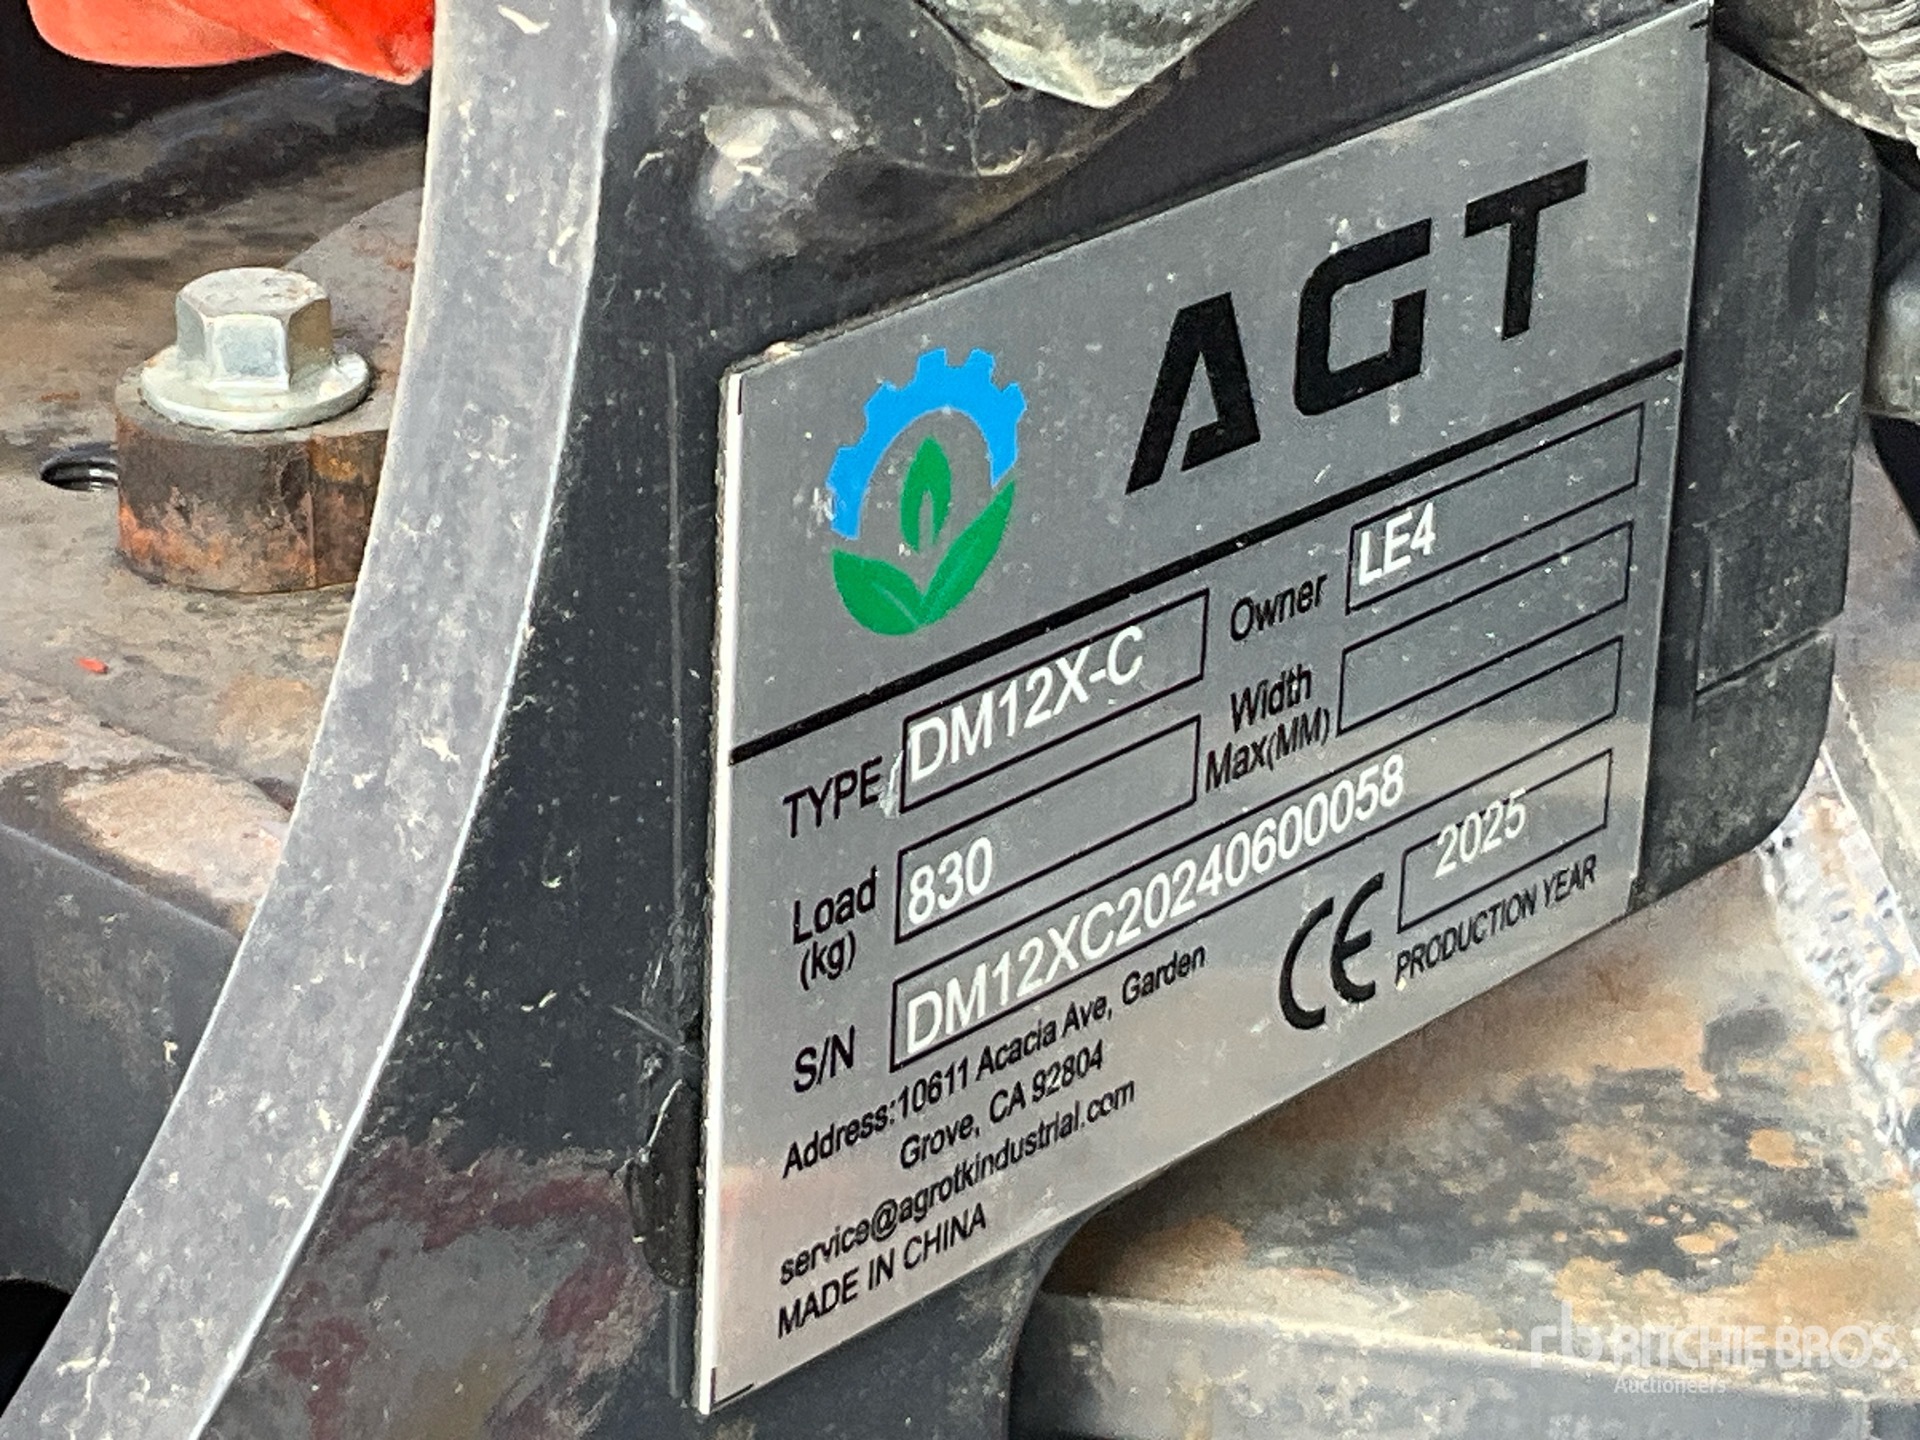 AGT
TYPE DM12X-C Owner LE4
Load (kg) 830 Width Max(MM)
S/N DM12XC20240600058
Address:10611 Acacia Ave, Garden
Grove, CA 92804
service@agrotkindustrial.com
MADE IN CHINA
CE 2025
PRODUCTION YEAR
rb RITCHIE BROS.
Auctioneers